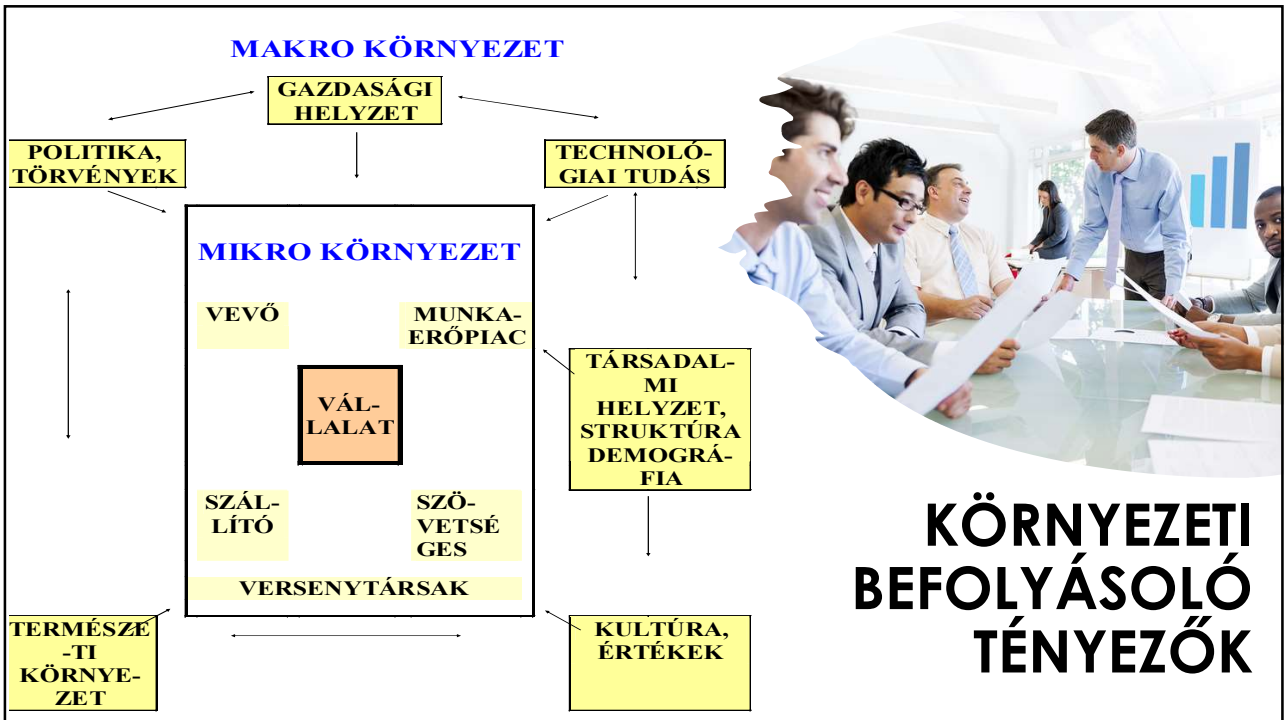 MAKRO KÖRNYEZET
GAZDASÁGI
HELYZET
POLITIKA,
TÖRVÉNYEK
TECHNOLÓ-
GIAI TUDÁS
MIKRO KÖRNYEZET
VEVŐ
MUNKA-
ERŐPIAC
VÁL-
LALAT
TÁRSADAL-
MI
HELYZET,
STRUKTÚRA
DEMOGRÁ-
FIA
SZÁL-
LÍTÓ
SZÖ-
VETSÉ
GES
VERSENYTÁRSAK
TERMÉSZE
-TI
KÖRNYE-
ZET
KULTÚRA,
ÉRTÉKEK
KÖRNYEZETI
BEFOLYÁSOLÓ
TÉNYEZŐK